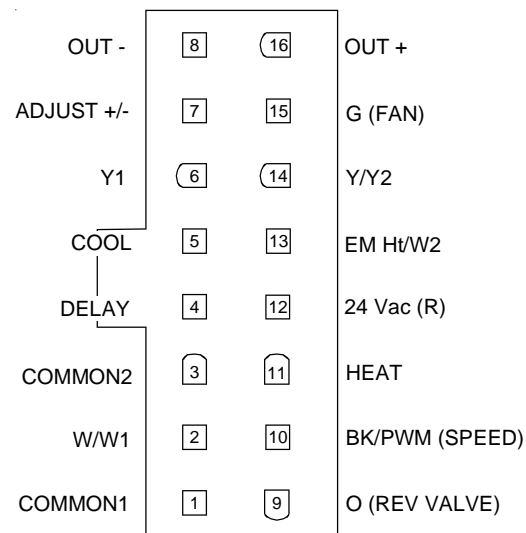 OUT - 8 16 OUT +
ADJUST +/- 7 15 G (FAN)
Y1 6 14 Y/Y2
COOL 5 13 EM Ht/W2
DELAY 4 12 24 Vac (R)
COMMON2 3 11 HEAT
W/W1 2 10 BK/PWM (SPEED)
COMMON1 1 9 O (REV VALVE)